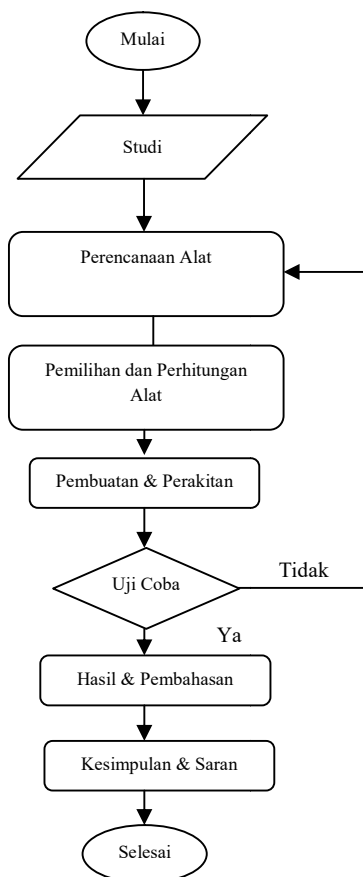 Mulai
Studi
Perencanaan Alat
Pemilihan dan Perhitungan
Alat
Pembuatan & Perakitan
Uji Coba
Tidak
Ya
Hasil & Pembahasan
Kesimpulan & Saran
Selesai